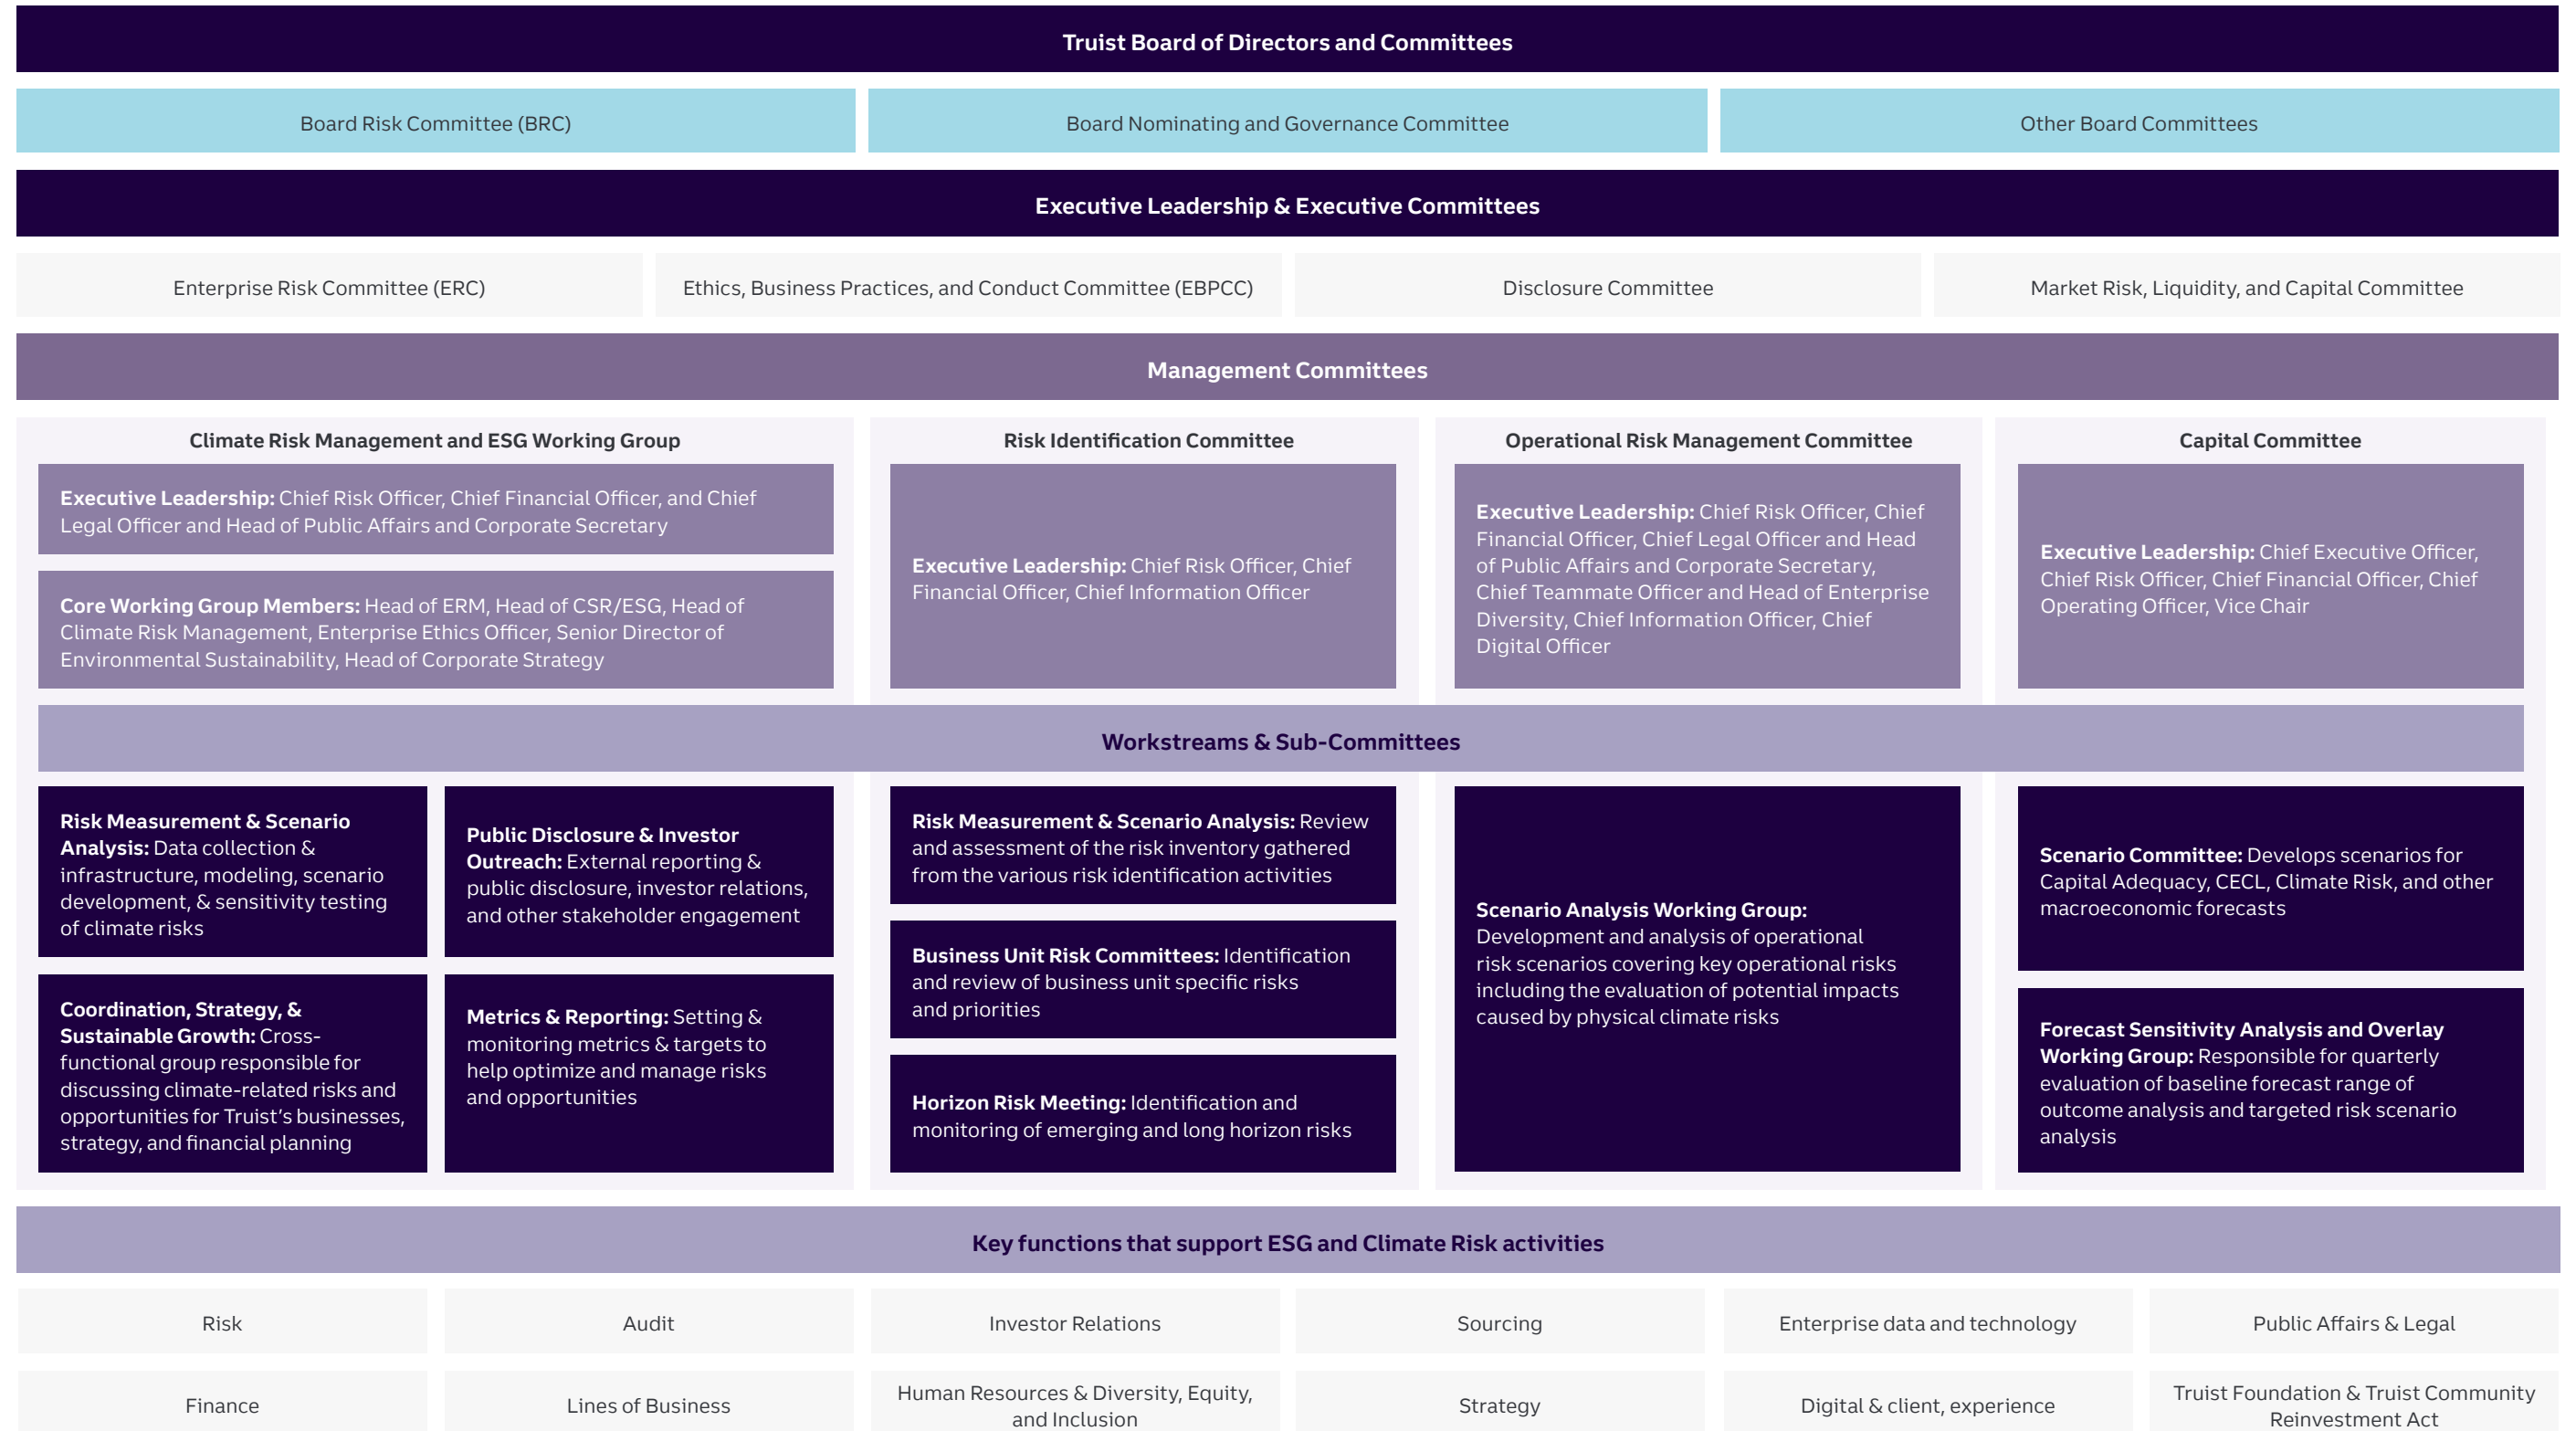 Truist Board of Directors and Committees
Board Risk Committee (BRC)
Board Nominating and Governance Committee
Other Board Committees
Executive Leadership & Executive Committees
Enterprise Risk Committee (ERC)
Ethics, Business Practices, and Conduct Committee (EBPCC)
Disclosure Committee
Market Risk, Liquidity, and Capital Committee
Management Committees
Climate Risk Management and ESG Working Group
Executive Leadership: Chief Risk Officer, Chief Financial Officer, and Chief
Legal Officer and Head of Public Affairs and Corporate Secretary
Core Working Group Members: Head of ERM, Head of CSR/ESG, Head of
Climate Risk Management, Enterprise Ethics Officer, Senior Director of
Environmental Sustainability, Head of Corporate Strategy
Risk Identification Committee
Executive Leadership: Chief Risk Officer, Chief
Financial Officer, Chief Information Officer
Operational Risk Management Committee
Executive Leadership: Chief Risk Officer, Chief
Financial Officer, Chief Legal Officer and Head
of Public Affairs and Corporate Secretary,
Chief Teammate Officer and Head of Enterprise
Diversity, Chief Information Officer, Chief
Digital Officer
Capital Committee
Executive Leadership: Chief Executive Officer,
Chief Risk Officer, Chief Financial Officer, Chief
Operating Officer, Vice Chair
Workstreams & Sub-Committees
Risk Measurement & Scenario
Analysis: Data collection &
infrastructure, modeling, scenario
development, & sensitivity testing
of climate risks
Public Disclosure & Investor
Outreach: External reporting &
public disclosure, investor relations,
and other stakeholder engagement
Coordination, Strategy, &
Sustainable Growth: Cross-
functional group responsible for
discussing climate-related risks and
opportunities for Truist's businesses,
strategy, and financial planning
Metrics & Reporting: Setting &
monitoring metrics & targets to
help optimize and manage risks
and opportunities
Risk Measurement & Scenario Analysis: Review
and assessment of the risk inventory gathered
from the various risk identification activities
Business Unit Risk Committees: Identification
and review of business unit specific risks
and priorities
Horizon Risk Meeting: Identification and
monitoring of emerging and long horizon risks
Scenario Analysis Working Group:
Development and analysis of operational
risk scenarios covering key operational risks
including the evaluation of potential impacts
caused by physical climate risks
Scenario Committee: Develops scenarios for
Capital Adequacy, CECL, Climate Risk, and other
macroeconomic forecasts
Forecast Sensitivity Analysis and Overlay
Working Group: Responsible for quarterly
evaluation of baseline forecast range of
outcome analysis and targeted risk scenario
analysis
Key functions that support ESG and Climate Risk activities
Risk
Audit
Investor Relations
Sourcing
Enterprise data and technology
Public Affairs & Legal
Finance
Lines of Business
Human Resources & Diversity, Equity,
and Inclusion
Strategy
Digital & client, experience
Truist Foundation & Truist Community
Reinvestment Act